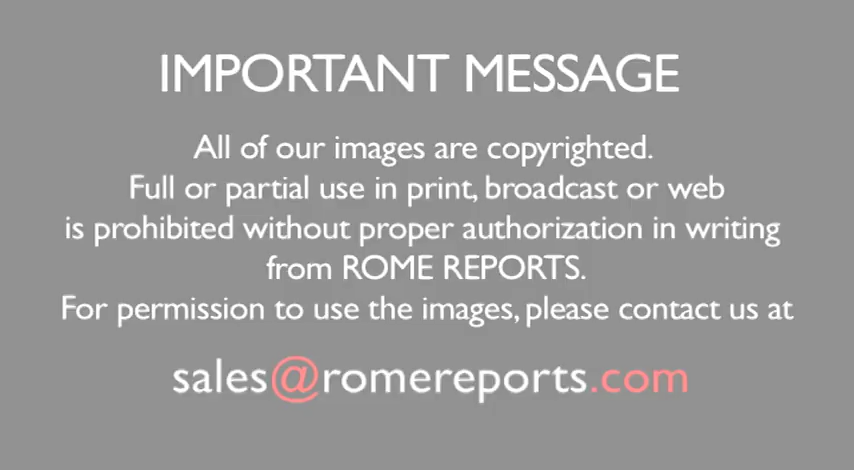 IMPORTANT MESSAGE
All of our images are copyrighted.
Full or partial use in print, broadcast or web
is prohibited without proper authorization in writing
from ROME REPORTS.
For permission to use the images, please contact us at
sales@romereports.com